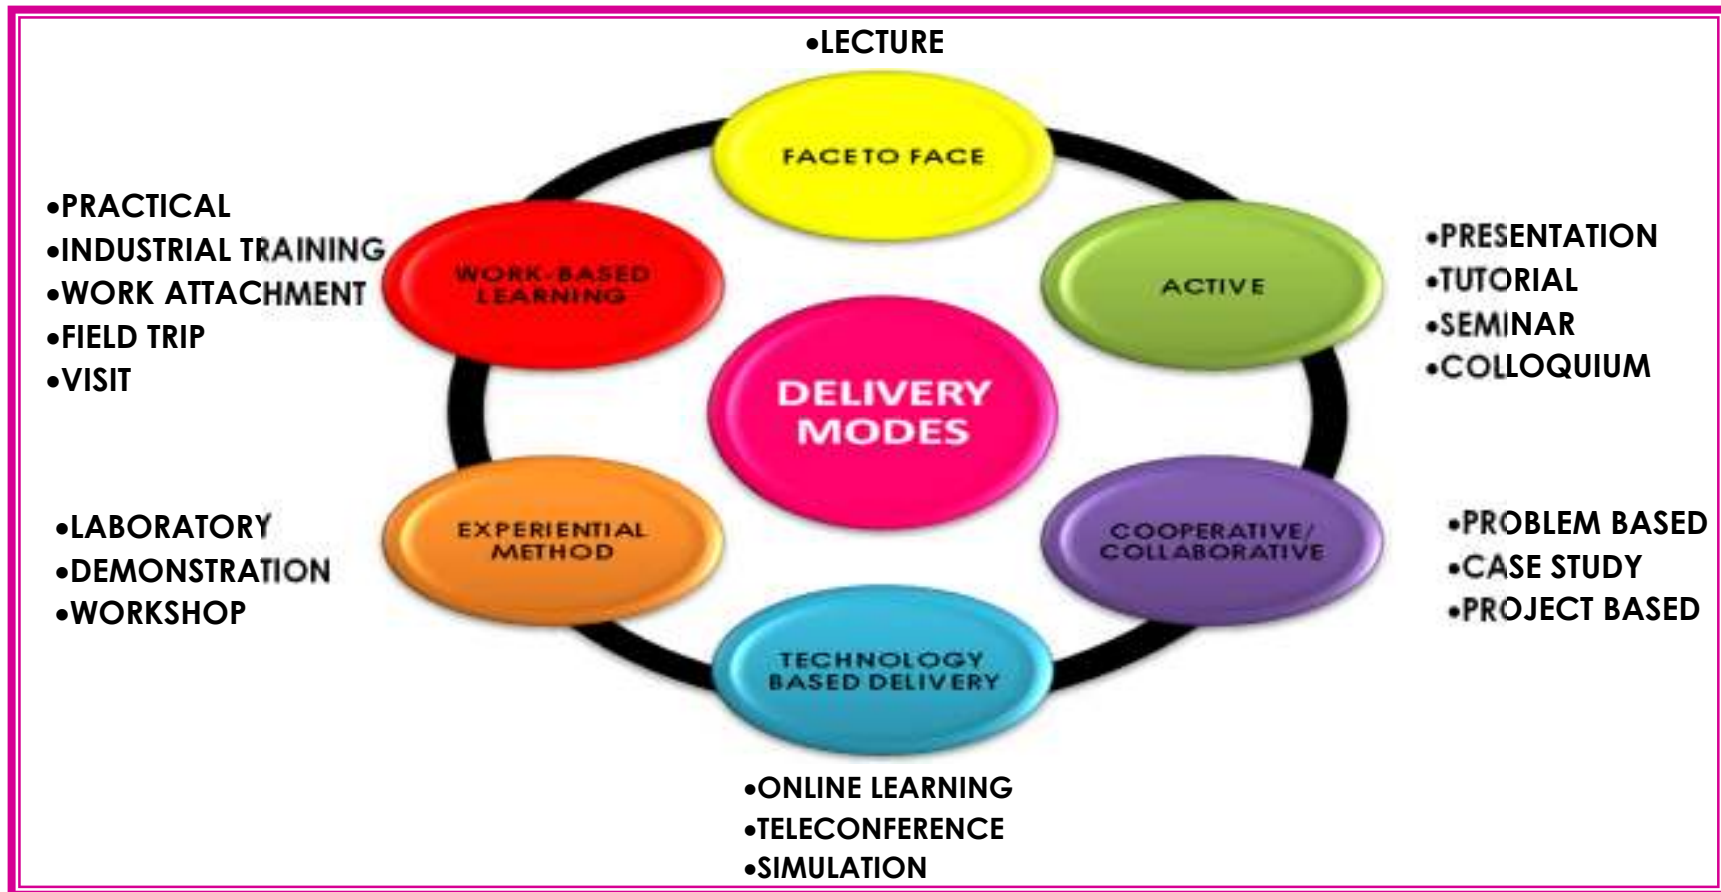 •LECTURE
FACE TO FACE
•PRACTICAL
•INDUSTRIAL TRAINING
•WORK ATTACHMENT
•FIELD TRIP
•VISIT
WORK-BASED
LEARNING
ACTIVE
•PRESENTATION
•TUTORIAL
•SEMINAR
•COLLOQUIUM
DELIVERY
MODES
•LABORATORY
•DEMONSTRATION
•WORKSHOP
EXPERIENTIAL
METHOD
COOPERATIVE/
COLLABORATIVE
•PROBLEM BASED
•CASE STUDY
•PROJECT BASED
TECHNOLOGY
BASED DELIVERY
•ONLINE LEARNING
•TELECONFERENCE
•SIMULATION